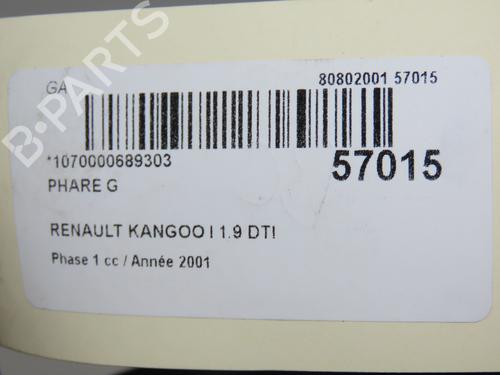 GA
80802001 57015
*1070000689303
57015
PHARE G
RENAULT KANGOO I 1.9 DTI
Phase 1 cc / Année 2001
B-PARTS